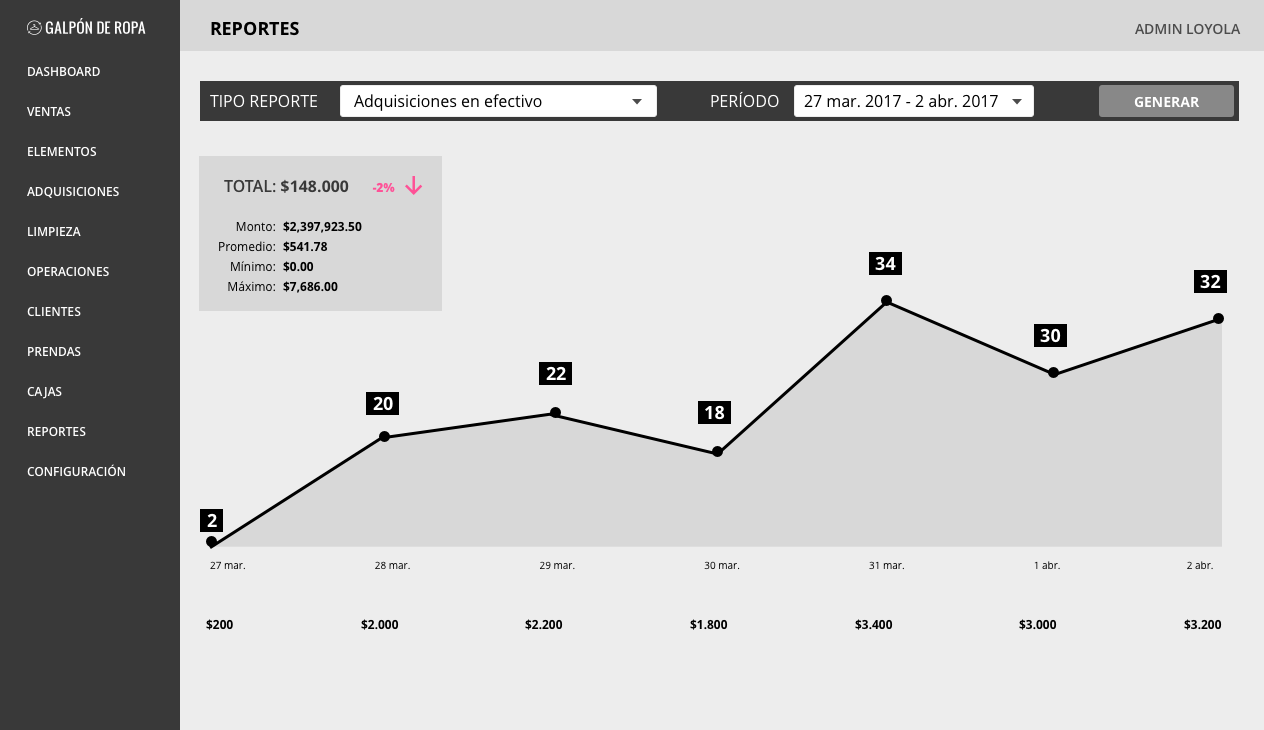 GALPÓN DE ROPA
REPORTES
ADMIN LOYOLA
DASHBOARD
VENTAS
ELEMENTOS
ADQUISICIONES
LIMPIEZA
OPERACIONES
CLIENTES
PRENDAS
CAJAS
REPORTES
CONFIGURACIÓN
TIPO REPORTE Adquisiciones en efectivo PERÍODO 27 mar. 2017 - 2 abr. 2017 GENERAR
TOTAL: $148.000 -2%
Monto: $2,397,923.50
Promedio: $541.78
Mínimo: $0.00
Máximo: $7,686.00
2 20 22 18 34 30 32
27 mar. 28 mar. 29 mar. 30 mar. 31 mar. 1 abr. 2 abr.
$200 $2.000 $2.200 $1.800 $3.400 $3.000 $3.200